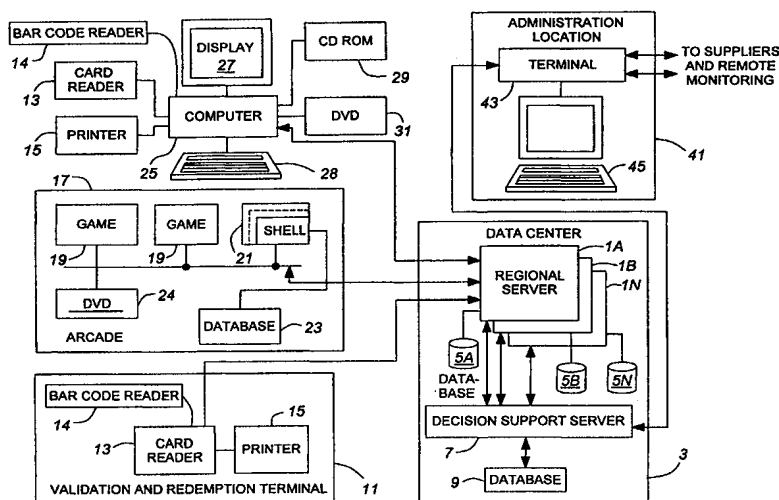 BAR CODE READER
14
CARD
READER
13
PRINTER
15
DISPLAY
27
COMPUTER
25
CD ROM
29
DVD
31
28
ADMINISTRATION
LOCATION
TERMINAL
43
TO SUPPLIERS
AND REMOTE
MONITORING
45
41
17
GAME
19
GAME
19
SHELL
21
DVD
24
DATABASE
23
ARCADE
DATA CENTER
1A
REGIONAL
SERVER
1B
1N
5A
DATA-
BASE
5B
5N
DECISION SUPPORT SERVER
7
9
DATABASE
3
BAR CODE READER
14
13
CARD
READER
15
PRINTER
VALIDATION AND REDEMPTION TERMINAL
11